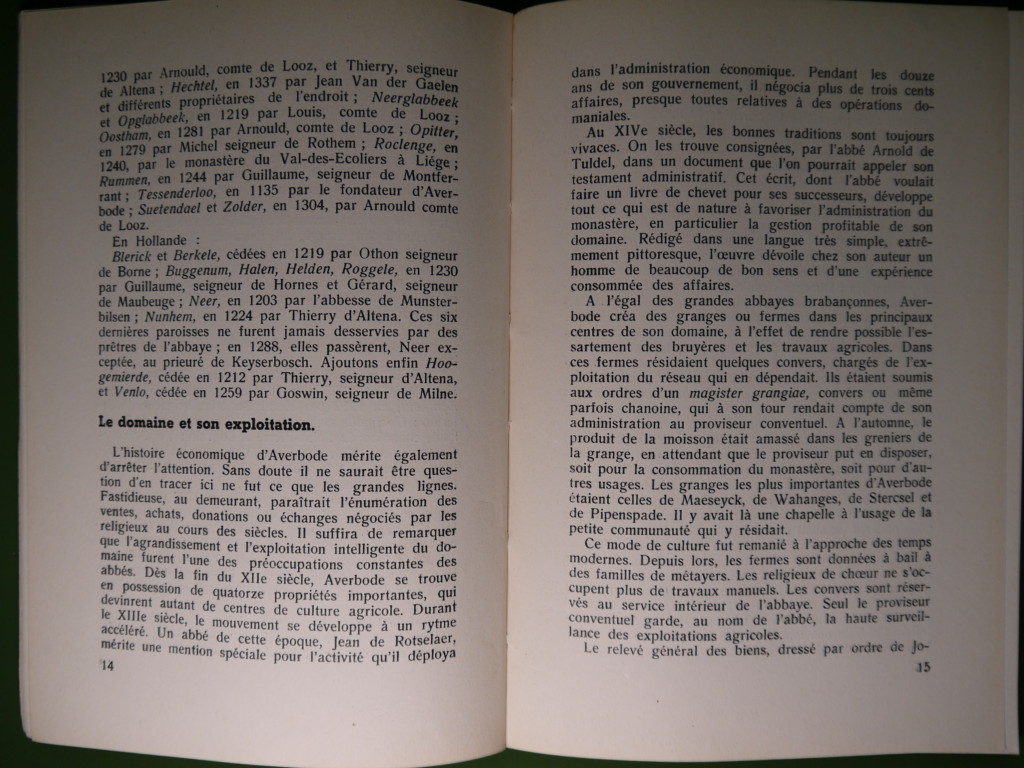 1230 par Arnould, comte de Looz, et Thierry, seigneur
de Altena ; Hechtel, en 1337 par Jean Van der Gaelen
et différents propriétaires de l'endroit ; Neerglabbeek
et Opglabbeek, en 1219 par Louis, comte de Looz ;
Oostham, en 1281 par Arnould, comte de Looz ; Opitter,
en 1279 par Michel seigneur de Rothem ; Roclenge, en
1240, par le monastère du Val-des-Ecoliers à Liége ;
Rummen, en 1244 par Guillaume, seigneur de Montfer-
rant ; Tessenderloo, en 1135 par le fondateur d'Aver-
bode ; Suetendael et Zolder, en 1304, par Arnould comte
de Looz.
En Hollande :
Blerick et Berkele, cédées en 1219 par Othon seigneur
de Borne ; Buggenum, Halen, Helden, Roggele, en 1230
par Guillaume, seigneur de Hornes et Gérard, seigneur
de Maubeuge ; Neer, en 1203 par l'abbesse de Munster-
bilsen ; Nunhem, en 1224 par Thierry d'Altena. Ces six
dernières paroisses ne furent jamais desservies par des
prêtres de l'abbaye ; en 1288, elles passèrent, Neer ex-
ceptée, au prieuré de Keyserbosch. Ajoutons enfin Hoo-
gemierde, cédée en 1212 par Thierry, seigneur d'Altena,
et Venlo, cédée en 1259 par Goswin, seigneur de Milne.
Le domaine et son exploitation.
L'histoire économique d'Averbode mérite également
d'arrêter l'attention. Sans doute il ne saurait être ques-
tion d'en tracer ici ne fut ce que les grandes lignes.
Fastidieuse, au demeurant, paraîtrait l'énumération des
ventes, achats, donations ou échanges négociés par les
religieux au cours des siècles. Il suffira de remarquer
que l'agrandissement et l'exploitation intelligente du do-
maine furent l'une des préoccupations constantes des
abbés. Dès la fin du XIIe siècle, Averbode se trouve
en possession de quatorze propriétés importantes, qui
devinrent autant de centres de culture agricole. Durant
le XIIIe siècle, le mouvement se développe à un rytme
accéléré. Un abbé de cette époque, Jean de Rotselaer,
mérite une mention spéciale pour l'activité qu'il déploya
14
dans l'administration économique. Pendant les douze
ans de son gouvernement, il négocia plus de trois cents
affaires, presque toutes relatives à des opérations do-
maniales.
Au XIVe siècle, les bonnes traditions sont toujours
vivaces. On les trouve consignées, par l'abbé Arnold de
Tuldel, dans un document que l'on pourrait appeler son
testament administratif. Cet écrit, dont l'abbé voulait
faire un livre de chevet pour ses successeurs, développe
tout ce qui est de nature à favoriser l'administration du
monastère, en particulier la gestion profitable de son
domaine. Rédigé dans une langue très simple, extrê-
mement pittoresque, l'œuvre dévoile chez son auteur un
homme de beaucoup de bon sens et d'une expérience
consommée des affaires.
A l'égal des grandes abbayes brabançonnes, Aver-
bode créa des granges ou fermes dans les principaux
centres de son domaine, à l'effet de rendre possible l'es-
sartement des bruyères et les travaux agricoles. Dans
ces fermes résidaient quelques convers, chargés de l'ex-
ploitation du réseau qui en dépendait. Ils étaient soumis
aux ordres d'un magister grangiae, convers ou même
parfois chanoine, qui à son tour rendait compte de son
administration au proviseur conventuel. A l'automne, le
produit de la moisson était amassé dans les greniers de
la grange, en attendant que le proviseur put en disposer,
soit pour la consommation du monastère, soit pour d'au-
tres usages. Les granges les plus importantes d'Averbode
étaient celles de Maeseyck, de Wahanges, de Stercsel et
de Pipenspade. Il y avait là une chapelle à l'usage de la
petite communauté qui y résidait.
Ce mode de culture fut remanié à l'approche des temps
modernes. Depuis lors, les fermes sont données à bail à
des familles de métayers. Les religieux de chœur ne s'oc-
cupent plus de travaux manuels. Les convers sont réser-
vés au service intérieur de l'abbaye. Seul le proviseur
conventuel garde, au nom de l'abbé, la haute surveil-
lance des exploitations agricoles.
Le relevé général des biens, dressé par ordre de Jo-
15